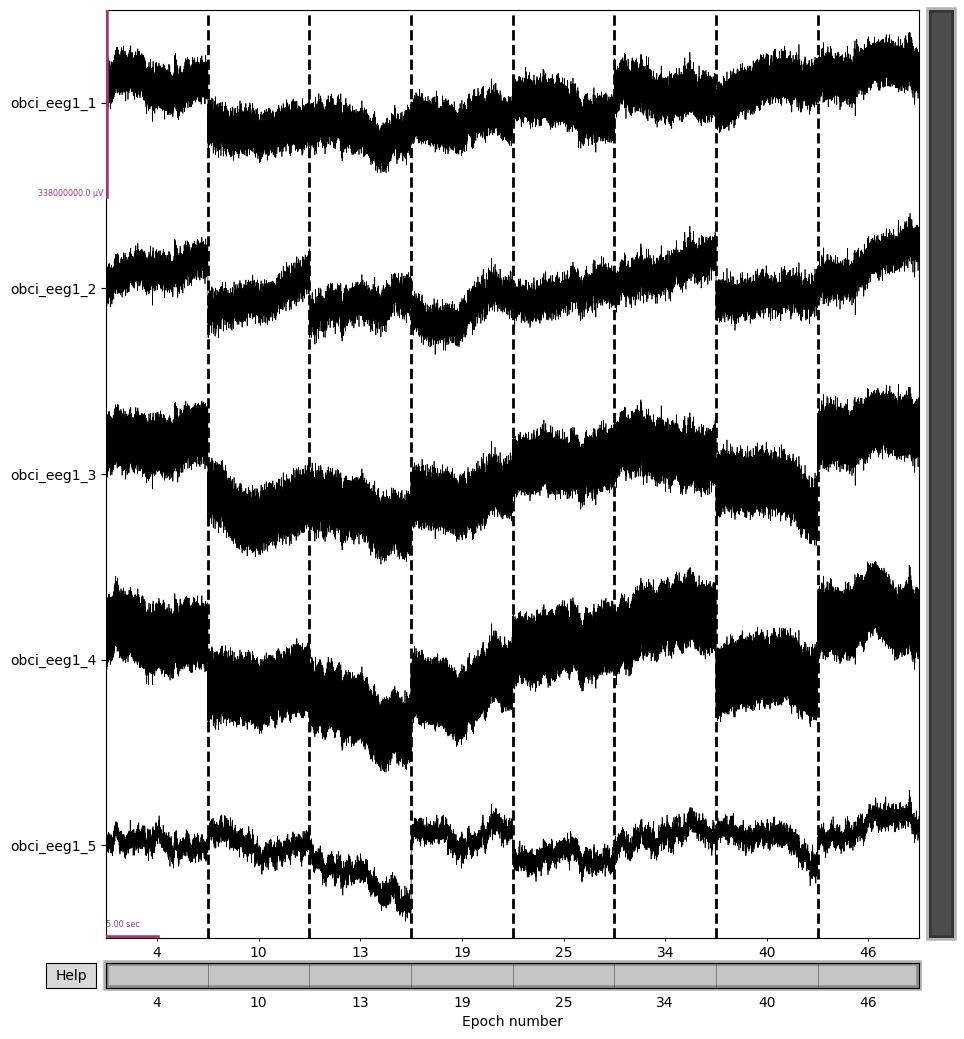 obci_eeg1_1
338000000.0 µV
obci_eeg1_2
obci_eeg1_3
obci_eeg1_4
obci_eeg1_5
5.00 sec
4 10 13 19 25 34 40 46
Help
4 10 13 19 25 34 40 46
Epoch number